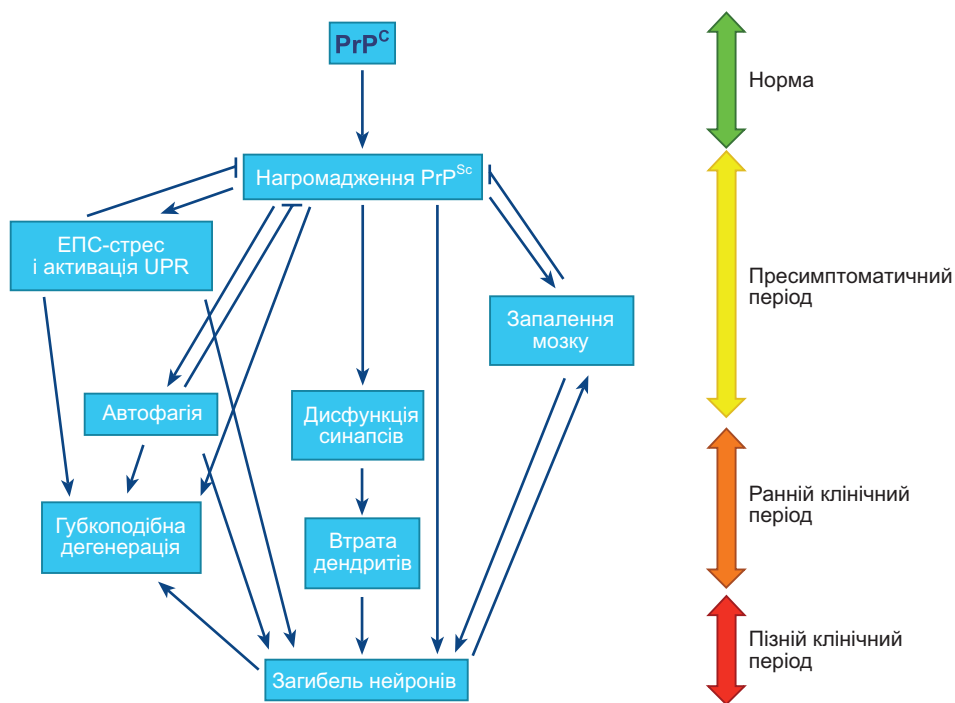 PrPC
Норма
Нагромадження PrPSc
ЕПС-стрес
і активація UPR
Пресимптоматичний
період
Запалення
мозку
Автофагія
Дисфункція
синапсів
Ранній клінічний
період
Губкоподібна
дегенерація
Втрата
дендритів
Пізній клінічний
період
Загибель нейронів